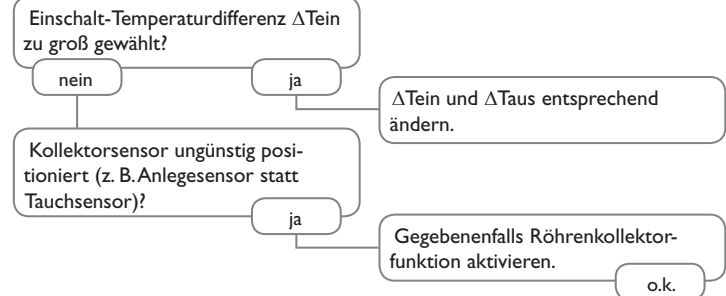 Einschalt-Temperaturdifferenz ΔTein
zu groß gewählt?
nein
ja
ΔTein und ΔTaus entsprechend
ändern.
Kollektorsensor ungünstig posi-
tioniert (z. B. Anlegesensor statt
Tauchsensor)?
ja
Gegebenenfalls Röhrenkollektor-
funktion aktivieren.
o.k.